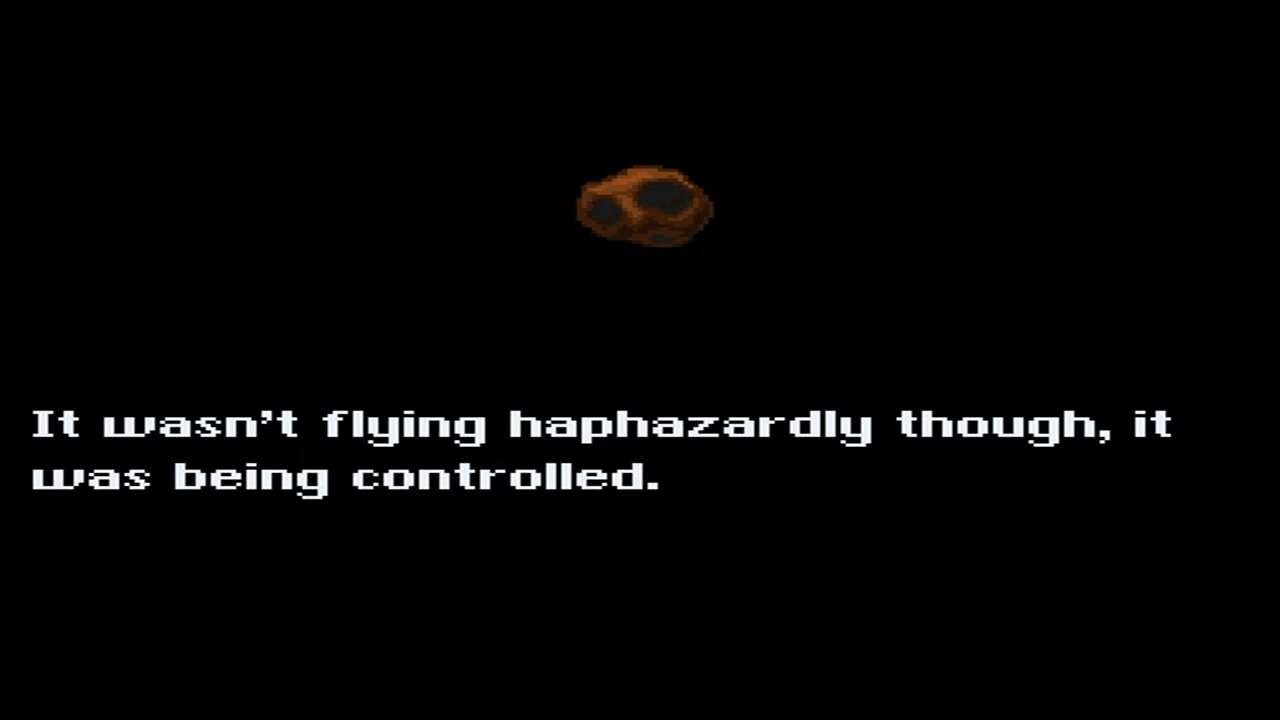 It wasn't flying haphazardly though, it
was being controlled.